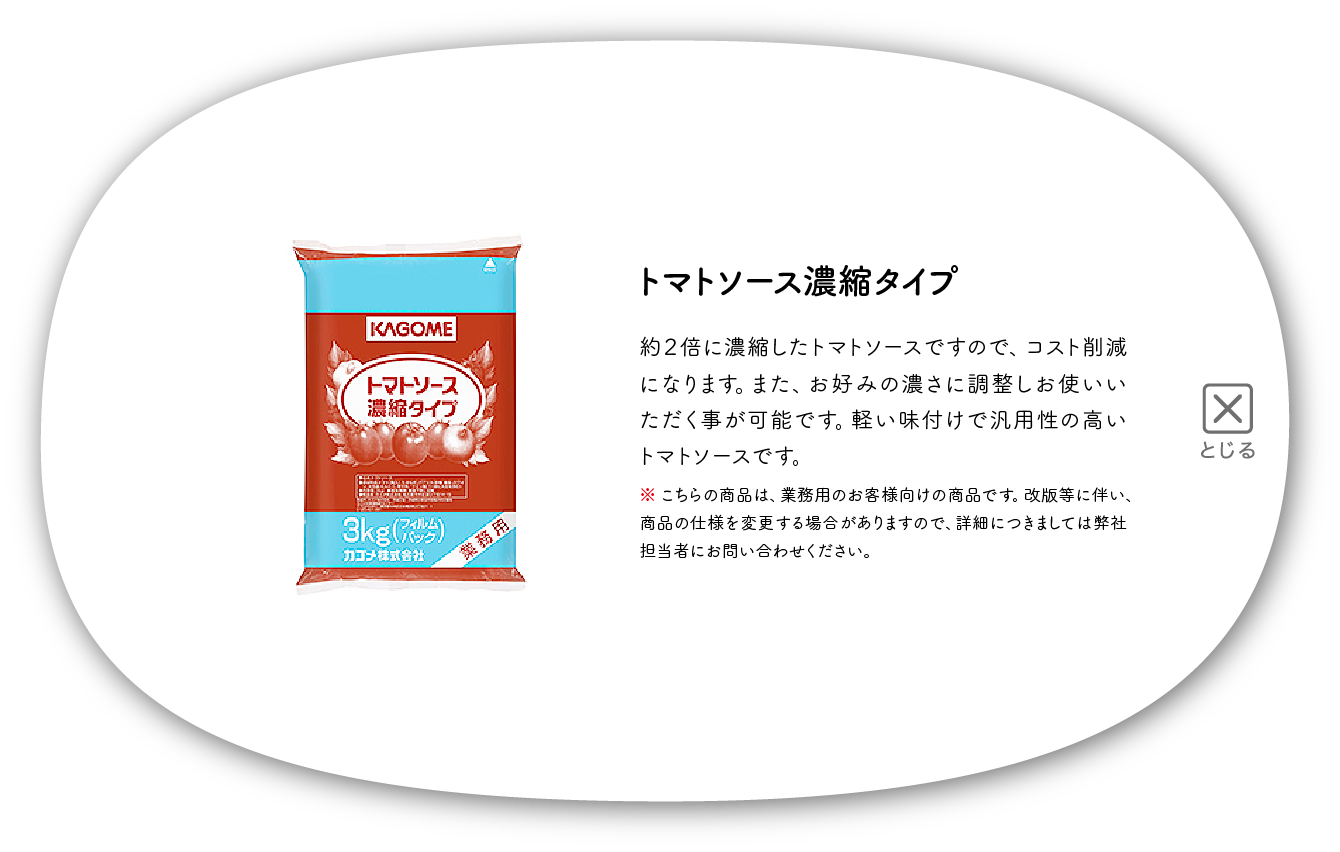 KAGOME
トマトソース
濃縮タイプ
3kg(フィルムパック)
カゴメ株式会社
業務用
トマトソース濃縮タイプ
約2倍に濃縮したトマトソースですので、コスト削減
になります。また、お好みの濃さに調整しお使いい
ただく事が可能です。軽い味付けで汎用性の高い
トマトソースです。
※ こちらの商品は、業務用のお客様向けの商品です。改版等に伴い、
商品の仕様を変更する場合がありますので、詳細につきましては弊社
担当者にお問い合わせください。
とじる